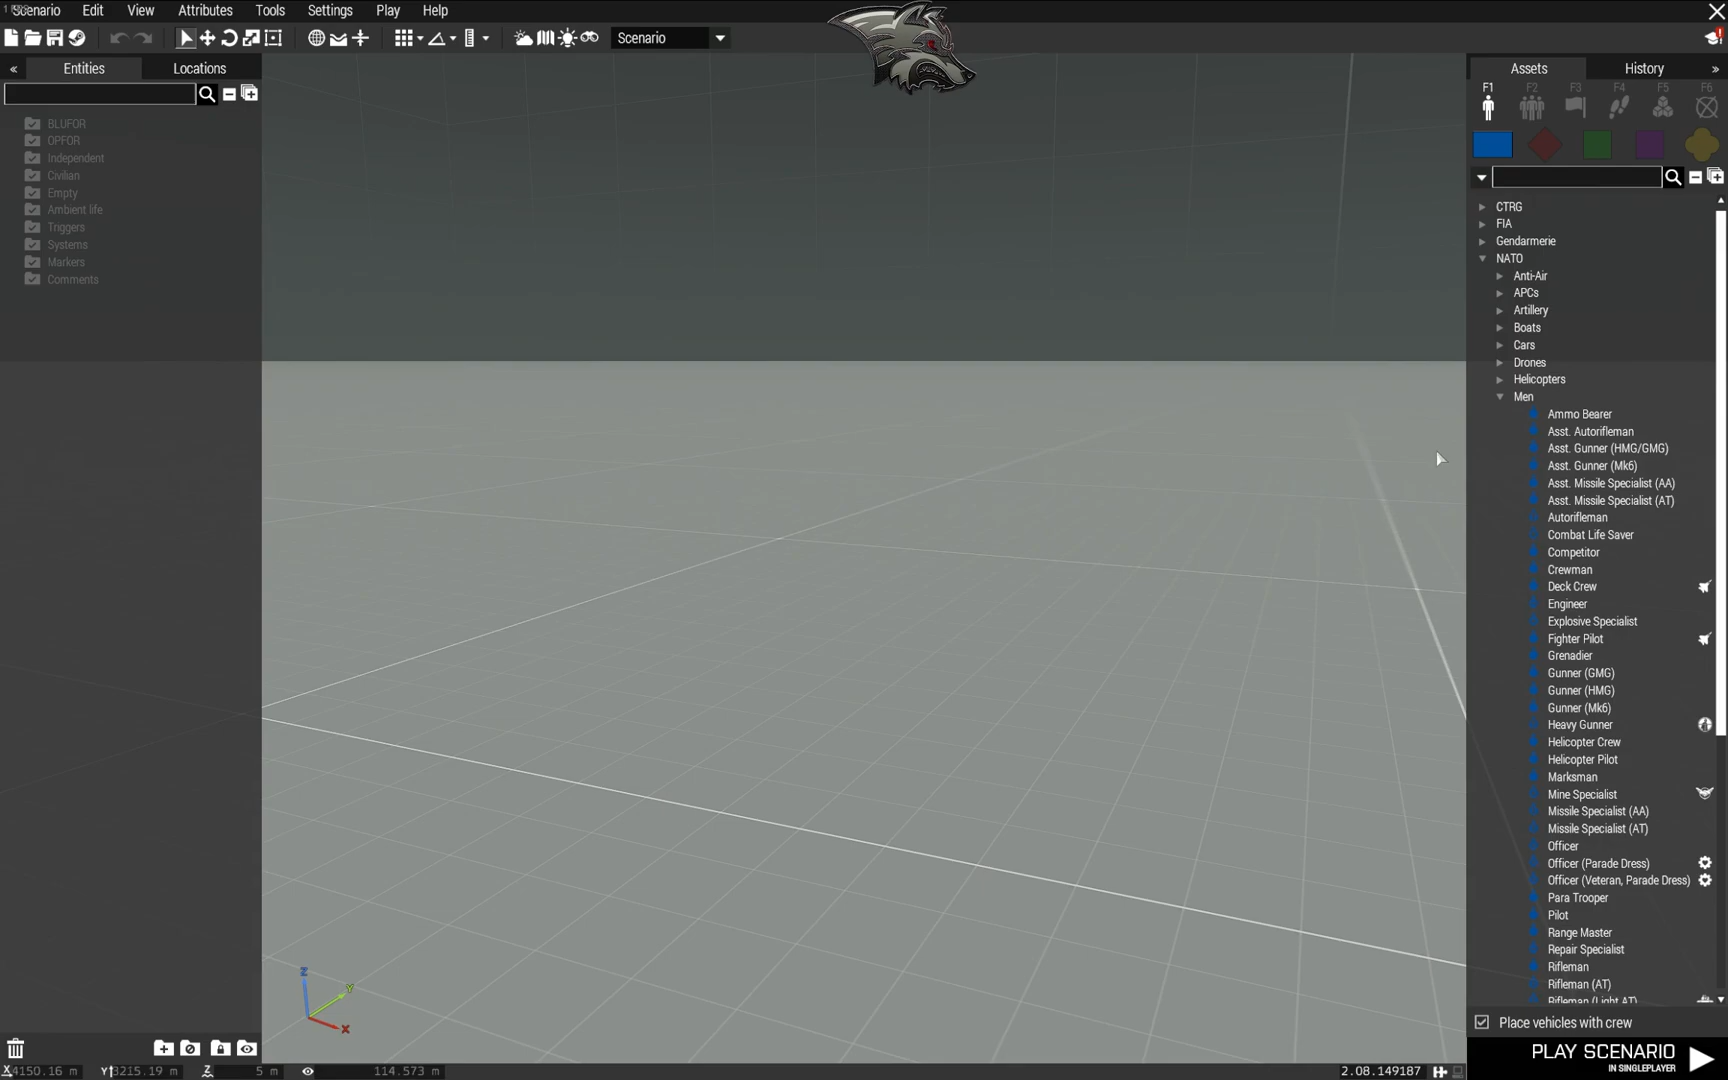 Scenario Edit View Attributes Tools Settings Play Help
Scenario
Entities Locations
Assets History
F1 F2 F3 F4 F5 F6
BLUFOR
OPFOR
Independent
Civilian
Empty
Ambient life
Triggers
Systems
Markers
Comments
CTRG
FIA
Gendarmerie
NATO
Anti-Air
APCs
Artillery
Boats
Cars
Drones
Helicopters
Men
Ammo Bearer
Asst. Autorifleman
Asst. Gunner (HMG/GMG)
Asst. Gunner (Mk6)
Asst. Missile Specialist (AA)
Asst. Missile Specialist (AT)
Autorifleman
Combat Life Saver
Competitor
Crewman
Deck Crew
Engineer
Explosive Specialist
Fighter Pilot
Grenadier
Gunner (GMG)
Gunner (HMG)
Gunner (Mk6)
Heavy Gunner
Helicopter Crew
Helicopter Pilot
Marksman
Mine Specialist
Missile Specialist (AA)
Missile Specialist (AT)
Officer
Officer (Parade Dress)
Officer (Veteran, Parade Dress)
Para Trooper
Pilot
Range Master
Repair Specialist
Rifleman
Rifleman (AT)
Rifleman (Light AT)
Place vehicles with crew
PLAY SCENARIO
IN SINGLEPLAYER
Z
Y
X
X 4150.16 m Y 3215.19 m Z 5 m 114.573 m 2.08.149187